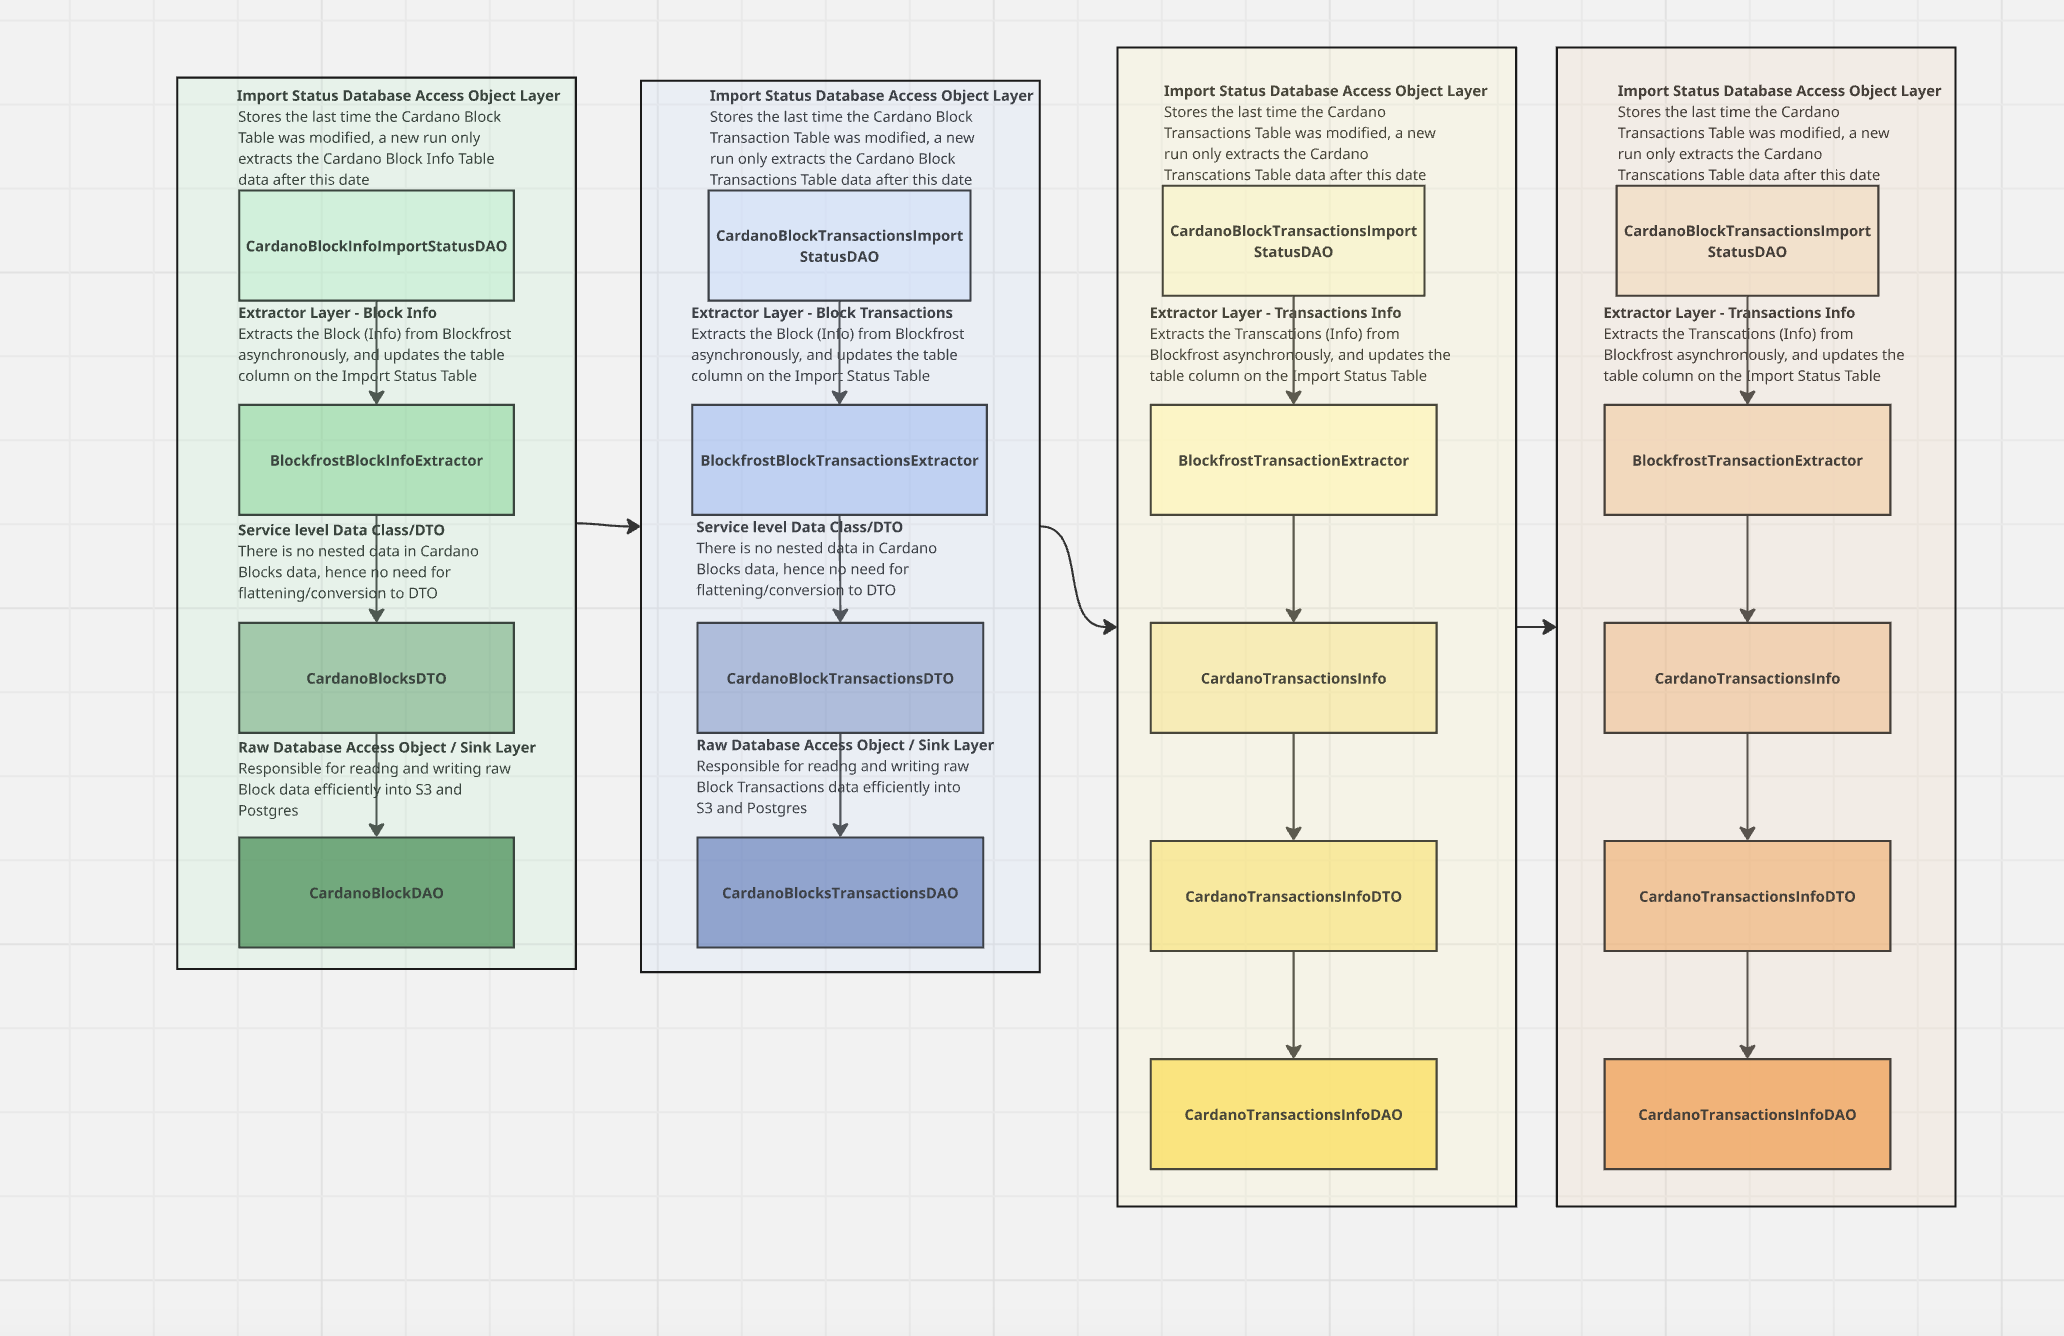 Import Status Database Access Object Layer
Stores the last time the Cardano Block
Table was modified, a new run only
extracts the Cardano Block Info Table
data after this date
CardanoBlockInfoImportStatusDAO
Extractor Layer - Block Info
Extracts the Block (Info) from Blockfrost
asynchronously, and updates the table
column on the Import Status Table
BlockfrostBlockInfoExtractor
Service level Data Class/DTO
There is no nested data in Cardano
Blocks data, hence no need for
flattening/conversion to DTO
CardanoBlocksDTO
Raw Database Access Object / Sink Layer
Responsible for readng and writing raw
Block data efficiently into S3 and
Postgres
CardanoBlockDAO
Import Status Database Access Object Layer
Stores the last time the Cardano Block
Transaction Table was modified, a new
run only extracts the Cardano Block
Transactions Table data after this date
CardanoBlockTransactionsImport
StatusDAO
Extractor Layer - Block Transactions
Extracts the Block (Info) from Blockfrost
asynchronously, and updates the table
column on the Import Status Table
BlockfrostBlockTransactionsExtractor
Service level Data Class/DTO
There is no nested data in Cardano
Blocks data, hence no need for
flattening/conversion to DTO
CardanoBlockTransactionsDTO
Raw Database Access Object / Sink Layer
Responsible for readng and writing raw
Block Transactions data efficiently into
S3 and Postgres
CardanoBlocksTransactionsDAO
Import Status Database Access Object Layer
Stores the last time the Cardano
Transactions Table was modified, a new
run only extracts the Cardano
Transcations Table data after this date
CardanoBlockTransactionsImport
StatusDAO
Extractor Layer - Transactions Info
Extracts the Transcations (Info) from
Blockfrost asynchronously, and updates the
table column on the Import Status Table
BlockfrostTransactionExtractor
CardanoTransactionsInfo
CardanoTransactionsInfoDTO
CardanoTransactionsInfoDAO
Import Status Database Access Object Layer
Stores the last time the Cardano
Transactions Table was modified, a new
run only extracts the Cardano
Transcations Table data after this date
CardanoBlockTransactionsImport
StatusDAO
Extractor Layer - Transactions Info
Extracts the Transcations (Info) from
Blockfrost asynchronously, and updates the
table column on the Import Status Table
BlockfrostTransactionExtractor
CardanoTransactionsInfo
CardanoTransactionsInfoDTO
CardanoTransactionsInfoDAO